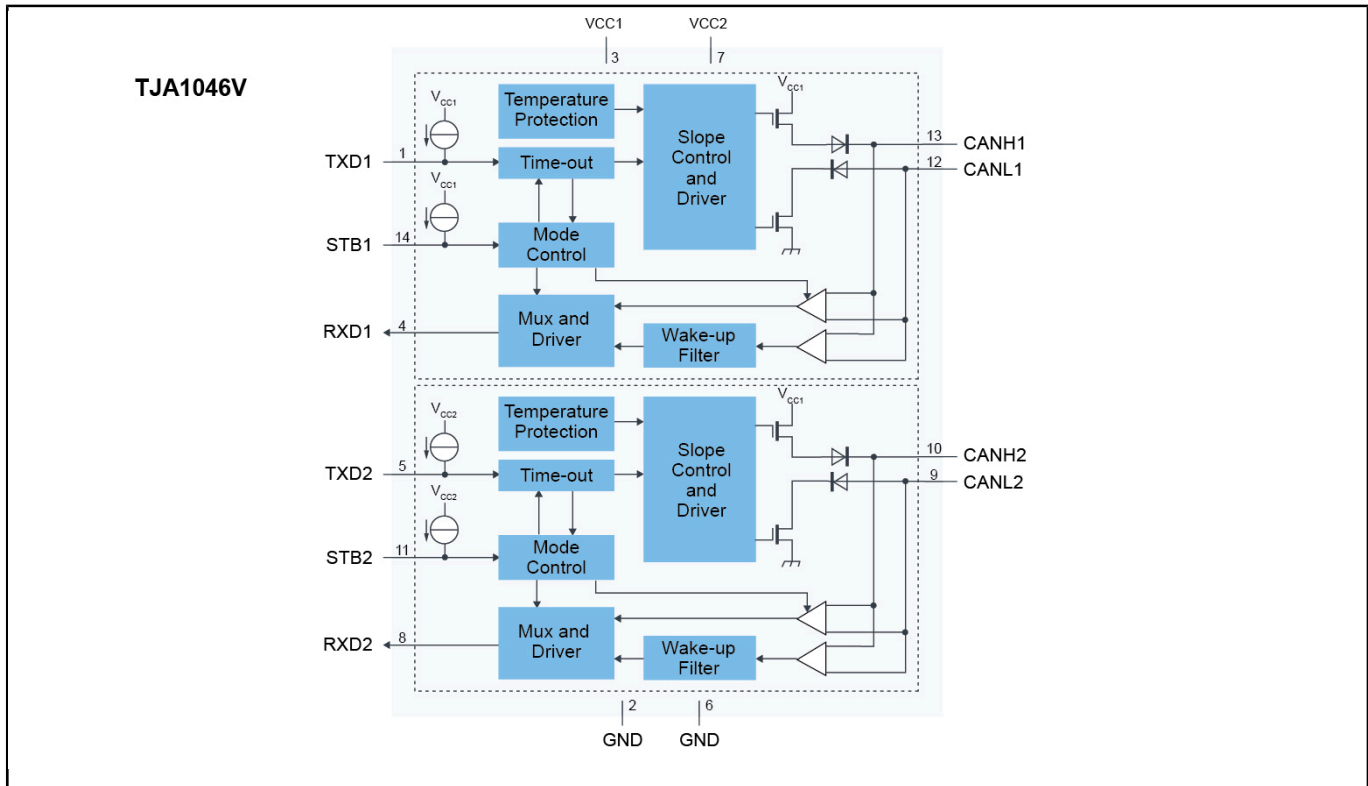 VCC1 VCC2
3 7
TJA1046V
VCC1
Temperature
Protection
Slope
Control
and
Driver
VCC1
TXD1 1
Time-out
13 CANH1
12 CANL1
VCC1
STB1 14
Mode
Control
RXD1 4
Mux and
Driver
Wake-up
Filter
VCC2
Temperature
Protection
Slope
Control
and
Driver
VCC1
TXD2 5
Time-out
10 CANH2
9 CANL2
VCC2
STB2 11
Mode
Control
RXD2 8
Mux and
Driver
Wake-up
Filter
2 6
GND GND